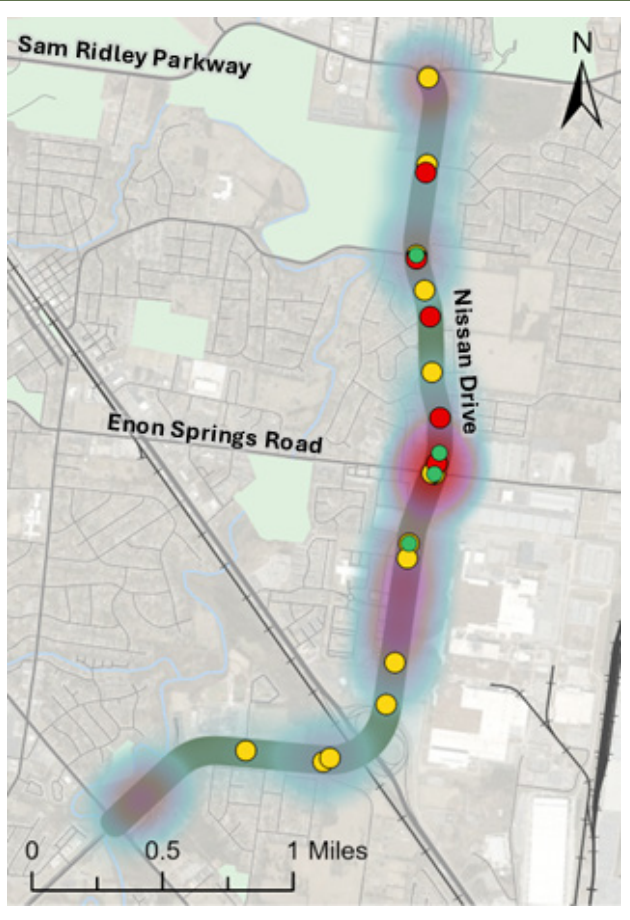 Sam Ridley Parkway
N
Nissan Drive
Enon Springs Road
0 0.5 1 Miles